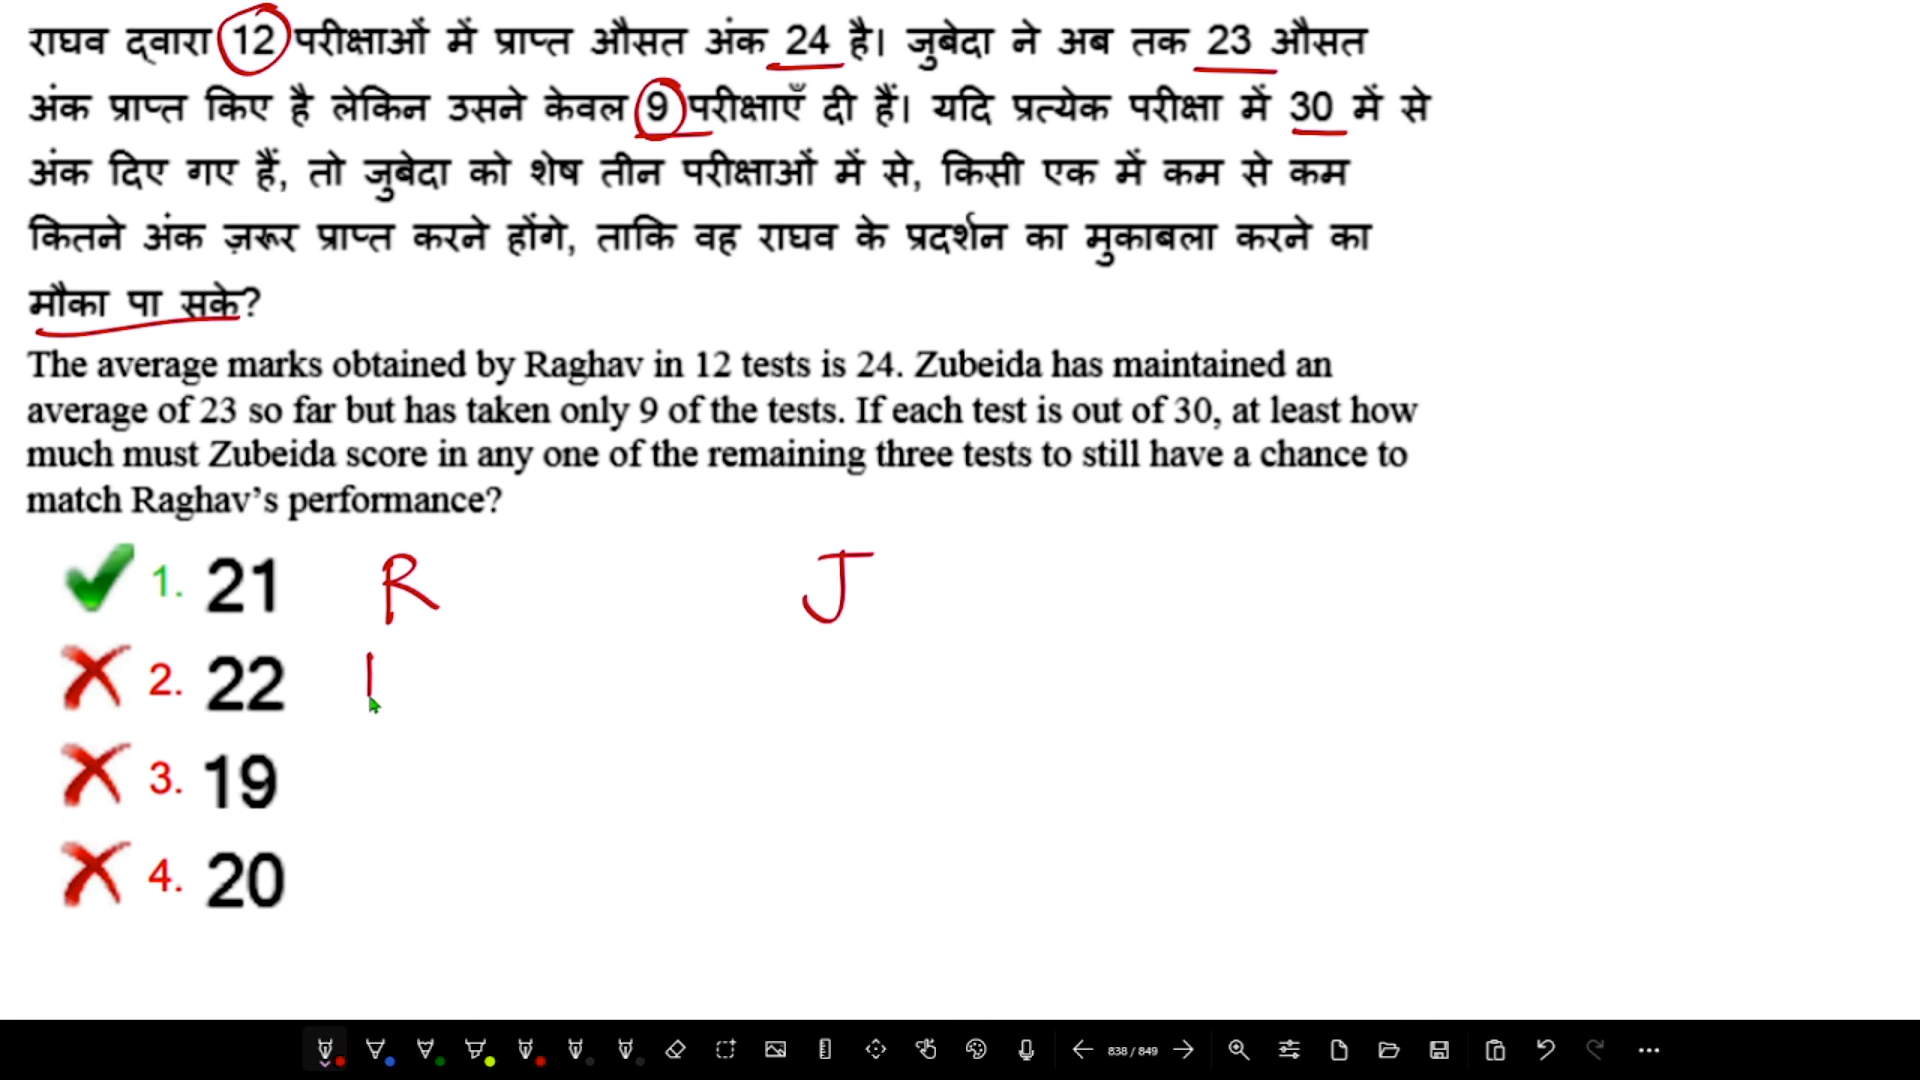 राघव द्वारा 12 परीक्षाओं में प्राप्त औसत अंक 24 है। जुबेदा ने अब तक 23 औसत
अंक प्राप्त किए है लेकिन उसने केवल 9 परीक्षाएँ दी हैं। यदि प्रत्येक परीक्षा में 30 में से
अंक दिए गए हैं, तो जुबेदा को शेष तीन परीक्षाओं में से, किसी एक में कम से कम
कितने अंक ज़रूर प्राप्त करने होंगे, ताकि वह राघव के प्रदर्शन का मुकाबला करने का
मौका पा सके?
The average marks obtained by Raghav in 12 tests is 24. Zubeida has maintained an
average of 23 so far but has taken only 9 of the tests. If each test is out of 30, at least how
much must Zubeida score in any one of the remaining three tests to still have a chance to
match Raghav’s performance?
1. 21 R J
2. 22 1
3. 19
4. 20
838 / 849